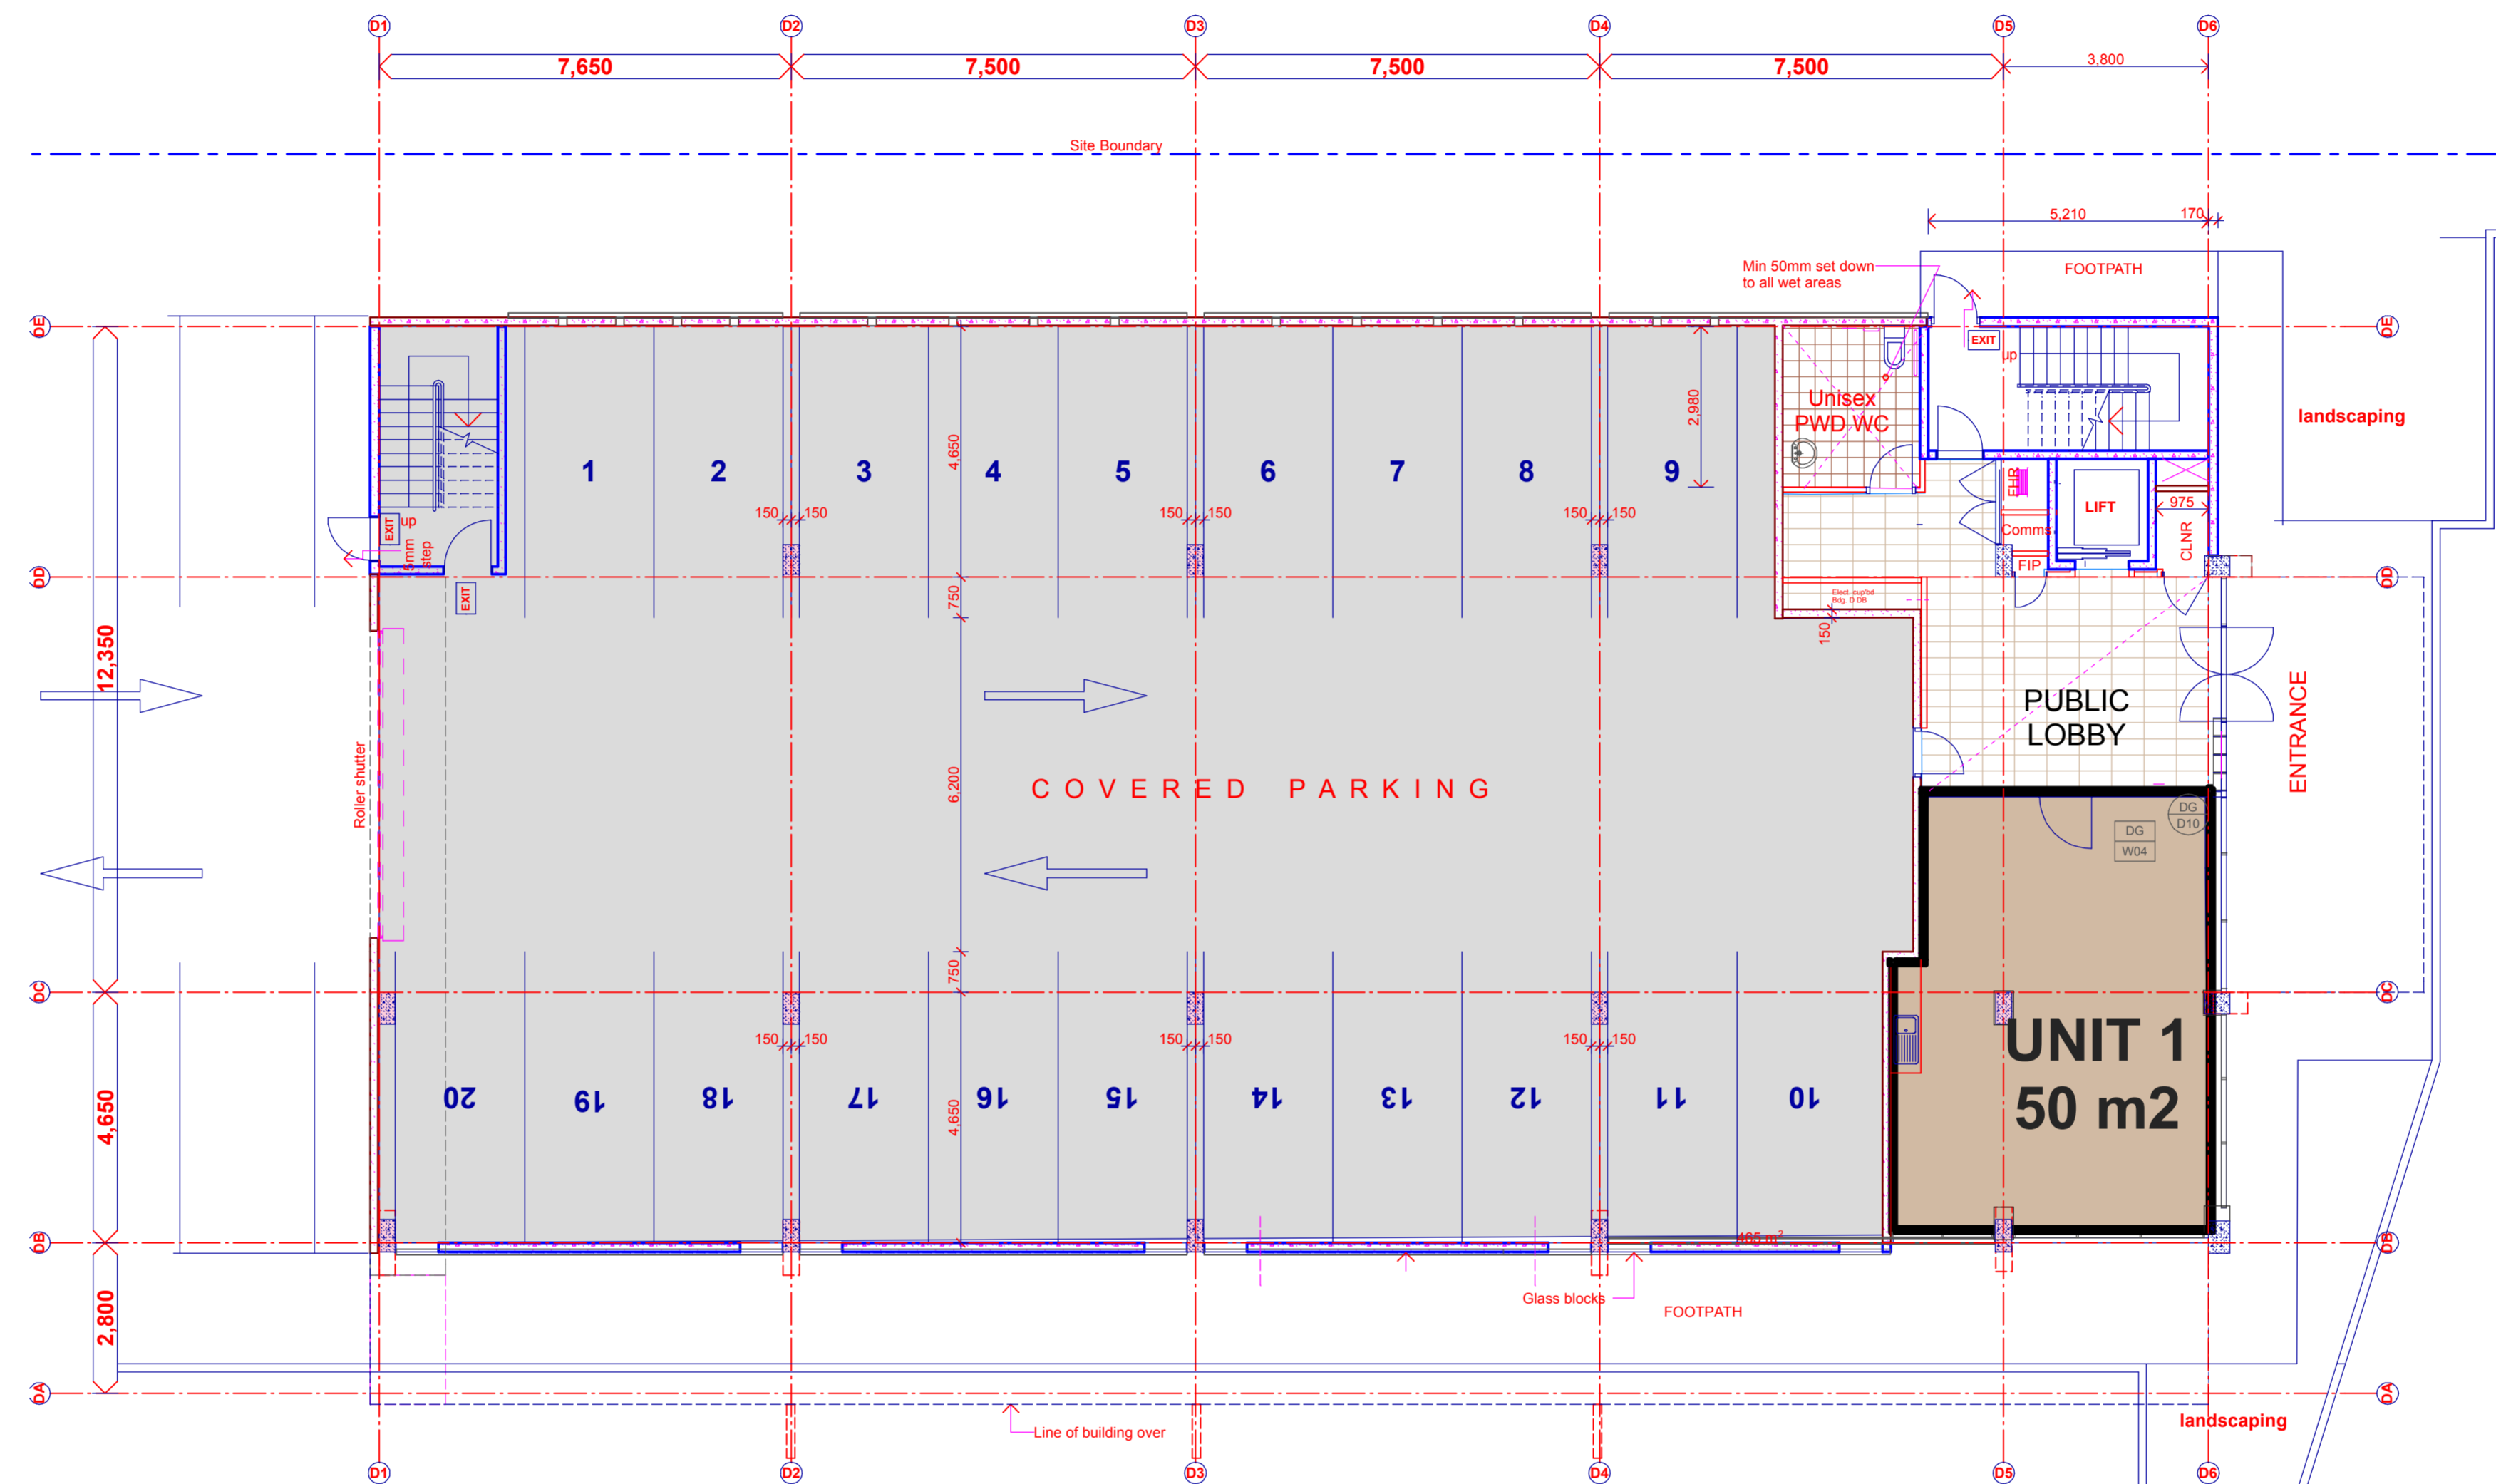 D1
D2
D3
D4
D5
D6
7,650
7,500
7,500
7,500
3,800
Site Boundary
5,210
170
Min 50mm set down
to all wet areas
FOOTPATH
DE
DE
EXIT
up
Unisex
PWD WC
2,980
4,650
landscaping
1
2
3
4
5
6
7
8
9
EHR
LIFT
975
150
150
150
150
150
150
EXIT
up
5mm
step
Comms
CLNR
FIP
DD
DD
EXIT
750
Elect. cup'bd
Bdg. D DB
150
12,350
PUBLIC
LOBBY
ENTRANCE
Roller shutter
6,200
COVERED PARKING
DG
D10
DG
W04
750
DC
DC
150
150
150
150
150
150
UNIT 1
50 m2
20
19
18
17
16
15
14
13
12
11
10
4,650
4,650
DB
DB
465 m²
Glass blocks
FOOTPATH
2,800
DA
DA
Line of building over
landscaping
D1
D2
D3
D4
D5
D6